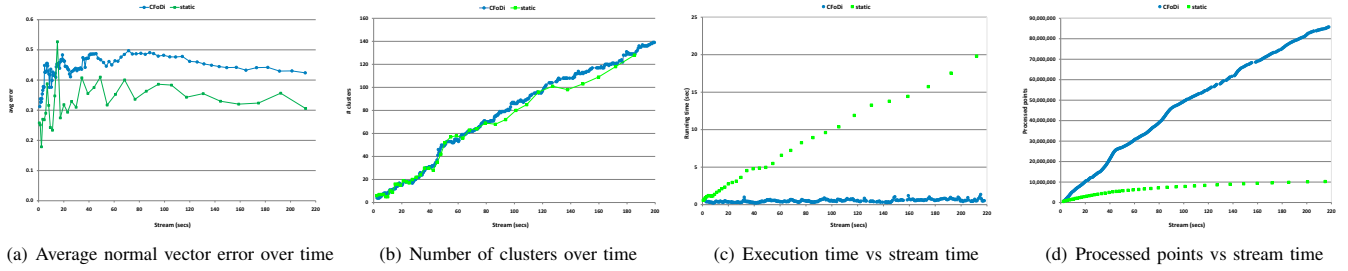 CFoDi static
0.6
0.5
0.4
0.3
0.2
0.1
0
avg error
0 20 40 60 80 100 120 140 160 180 200 220
Stream (secs)
(a) Average normal vector error over time
CFoDi static
160
140
120
100
80
60
40
20
0
# clusters
0 20 40 60 80 100 120 140 160 180 200
Stream (secs)
(b) Number of clusters over time
CFoDi static
25
20
15
10
5
0
Running time (sec)
0 20 40 60 80 100 120 140 160 180 200 220
Stream (secs)
(c) Execution time vs stream time
CFoDi static
90,000,000
80,000,000
70,000,000
60,000,000
50,000,000
40,000,000
30,000,000
20,000,000
10,000,000
0
Processed points
0 20 40 60 80 100 120 140 160 180 200 220
Stream (secs)
(d) Processed points vs stream time